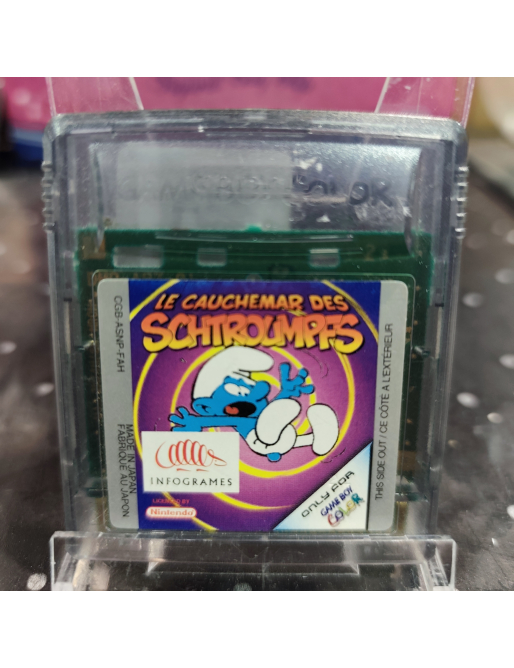 GAME BOY COLOR
LE CAUCHEMAR DES
SCHTROUMPFS
CGB-ASNP-FAH
MADE IN JAPAN
FABRIQUÉ AU JAPON
INFOGRAMES
LICENSED BY
Nintendo
ONLY FOR
GAME BOY
COLOR
THIS SIDE OUT / CE CÔTÉ À L'EXTÉRIEUR